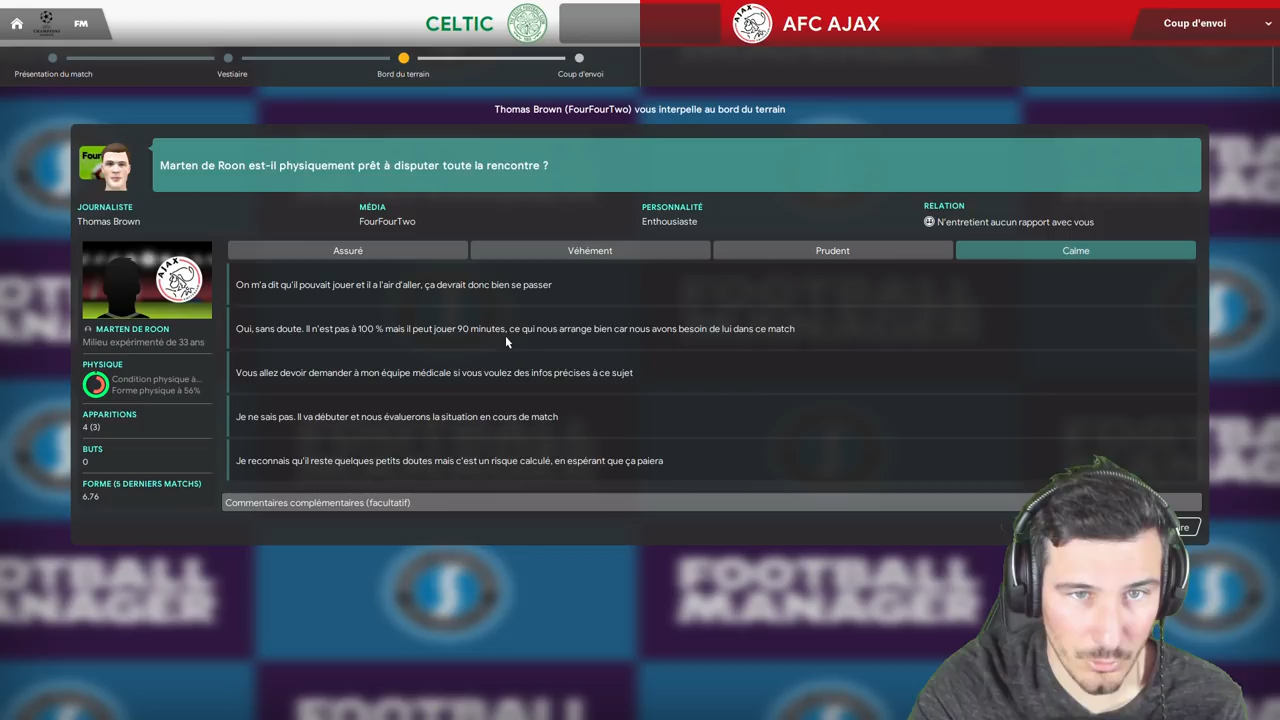 FM
CELTIC
AFC AJAX
AJAX
Coup d'envoi
Présentation du match
Vestiaire
Bord du terrain
Coup d'envoi
Thomas Brown (FourFourTwo) vous interpelle au bord du terrain
Four
Marten de Roon est-il physiquement prêt à disputer toute la rencontre ?
JOURNALISTE
MÉDIA
PERSONNALITÉ
RELATION
Thomas Brown
FourFourTwo
Enthousiaste
N'entretient aucun rapport avec vous
AJAX
Assuré
Véhément
Prudent
Calme
On m'a dit qu'il pouvait jouer et il a l'air d'aller, ça devrait donc bien se passer
Oui, sans doute. Il n'est pas à 100 % mais il peut jouer 90 minutes, ce qui nous arrange bien car nous avons besoin de lui dans ce match
Vous allez devoir demander à mon équipe médicale si vous voulez des infos précises à ce sujet
Je ne sais pas. Il va débuter et nous évaluerons la situation en cours de match
Je reconnais qu'il reste quelques petits doutes mais c'est un risque calculé, en espérant que ça paiera
MARTEN DE ROON
Milieu expérimenté de 33 ans
PHYSIQUE
Condition physique à...
Forme physique à 56%
APPARITIONS
4 (3)
BUTS
0
FORME (5 DERNIERS MATCHS)
6.76
Commentaires complémentaires (facultatif)
FOOTBALL
MANAGER